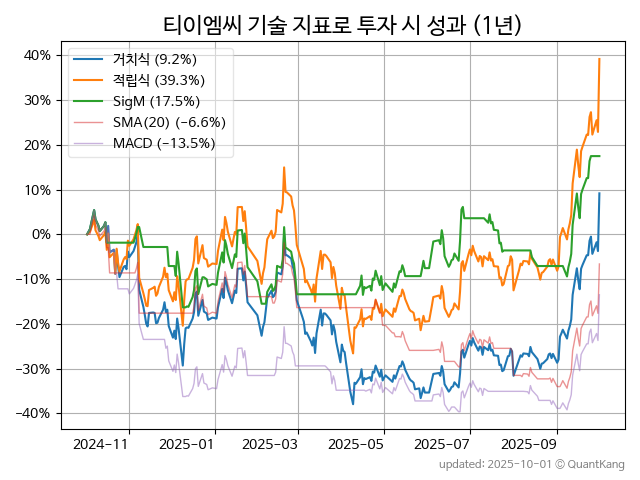 티이엠씨 기술 지표로 투자 시 성과 (1년)
거치식 (9.2%)
적립식 (39.3%)
SigM (17.5%)
SMA(20) (−6.6%)
MACD (−13.5%)
40%
30%
20%
10%
0%
−10%
−20%
−30%
−40%
2024-11
2025-01
2025-03
2025-05
2025-07
2025-09
updated: 2025-10-01 © QuantKang